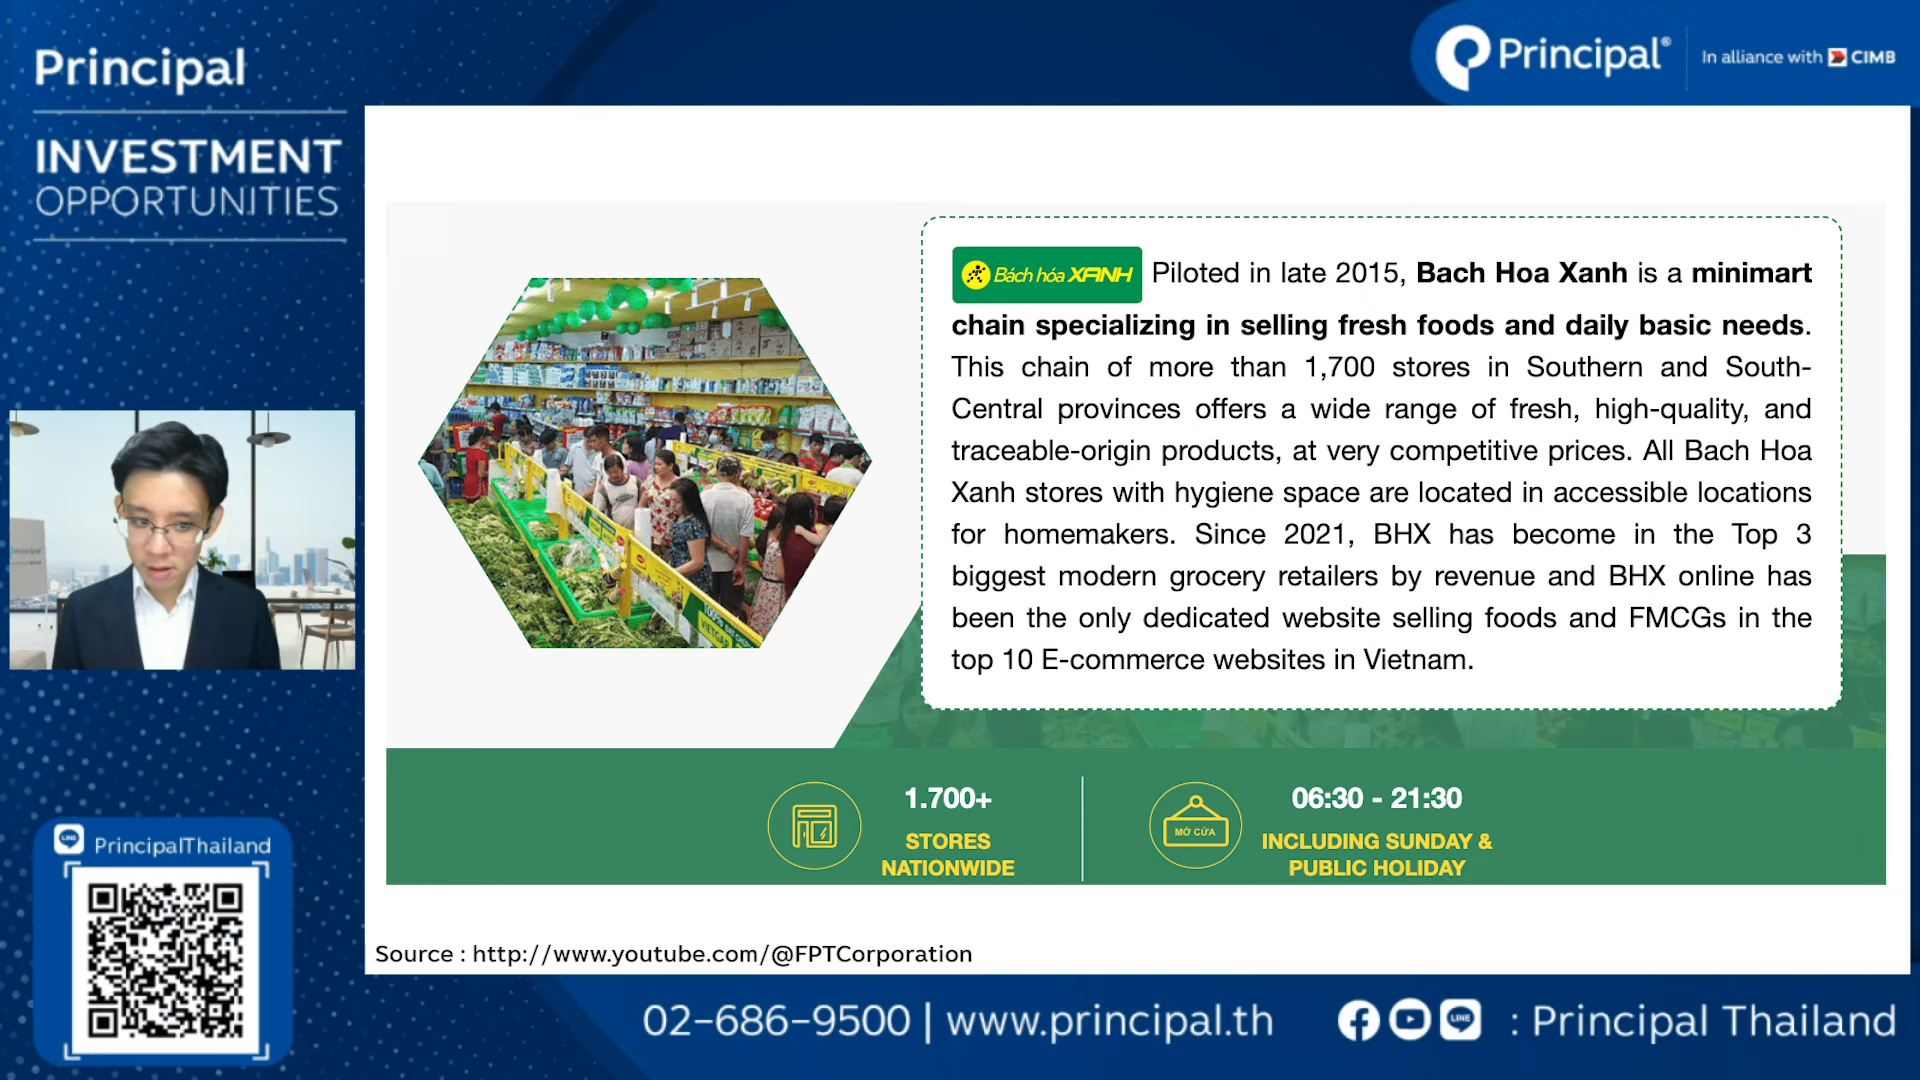 Principal
INVESTMENT
OPPORTUNITIES
Principal®
In alliance with CIMB
Bách hóa XANH Piloted in late 2015, Bach Hoa Xanh is a minimart
chain specializing in selling fresh foods and daily basic needs.
This chain of more than 1,700 stores in Southern and South-
Central provinces offers a wide range of fresh, high-quality, and
traceable-origin products, at very competitive prices. All Bach Hoa
Xanh stores with hygiene space are located in accessible locations
for homemakers. Since 2021, BHX has become in the Top 3
biggest modern grocery retailers by revenue and BHX online has
been the only dedicated website selling foods and FMCGs in the
top 10 E-commerce websites in Vietnam.
1.700+
STORES
NATIONWIDE
MỞ CỬA
06:30 - 21:30
INCLUDING SUNDAY &
PUBLIC HOLIDAY
LINE PrincipalThailand
Source : http://www.youtube.com/@FPTCorporation
02-686-9500 | www.principal.th
LINE : Principal Thailand